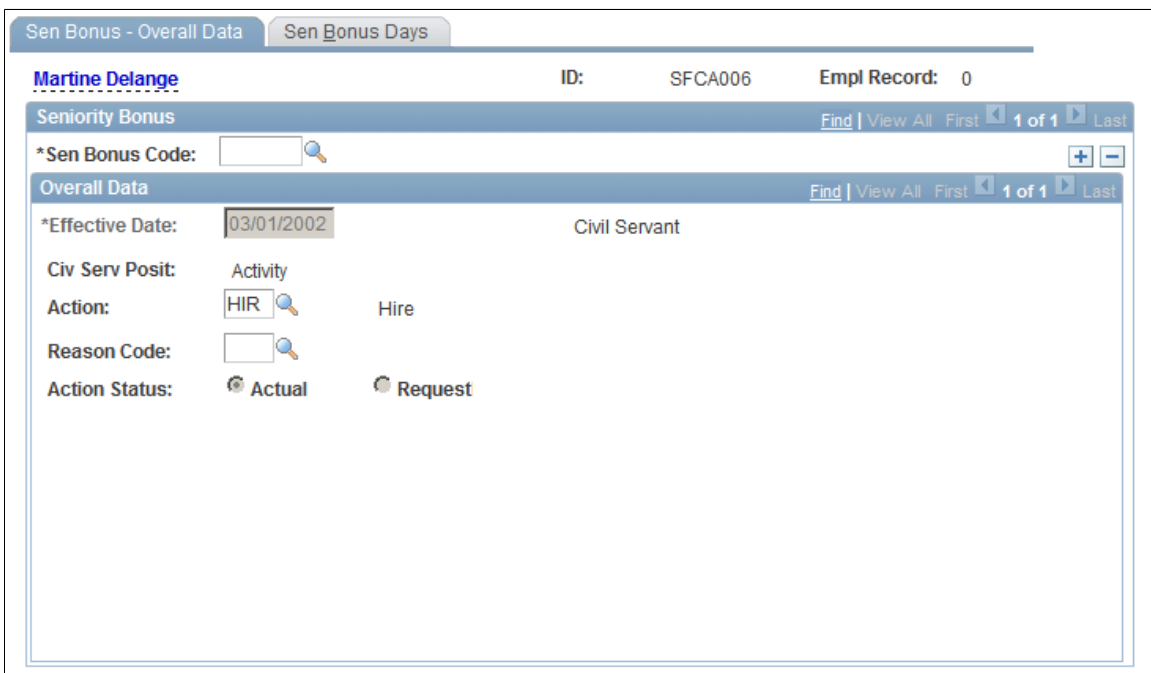 Sen Bonus - Overall Data Sen Bonus Days
Martine Delange ID: SFCA006 Empl Record: 0
Seniority Bonus Find | View All First 1 of 1 Last
*Sen Bonus Code:
Overall Data Find | View All First 1 of 1 Last
*Effective Date: 03/01/2002 Civil Servant
Civ Serv Posit: Activity
Action: HIR Hire
Reason Code:
Action Status: Actual Request